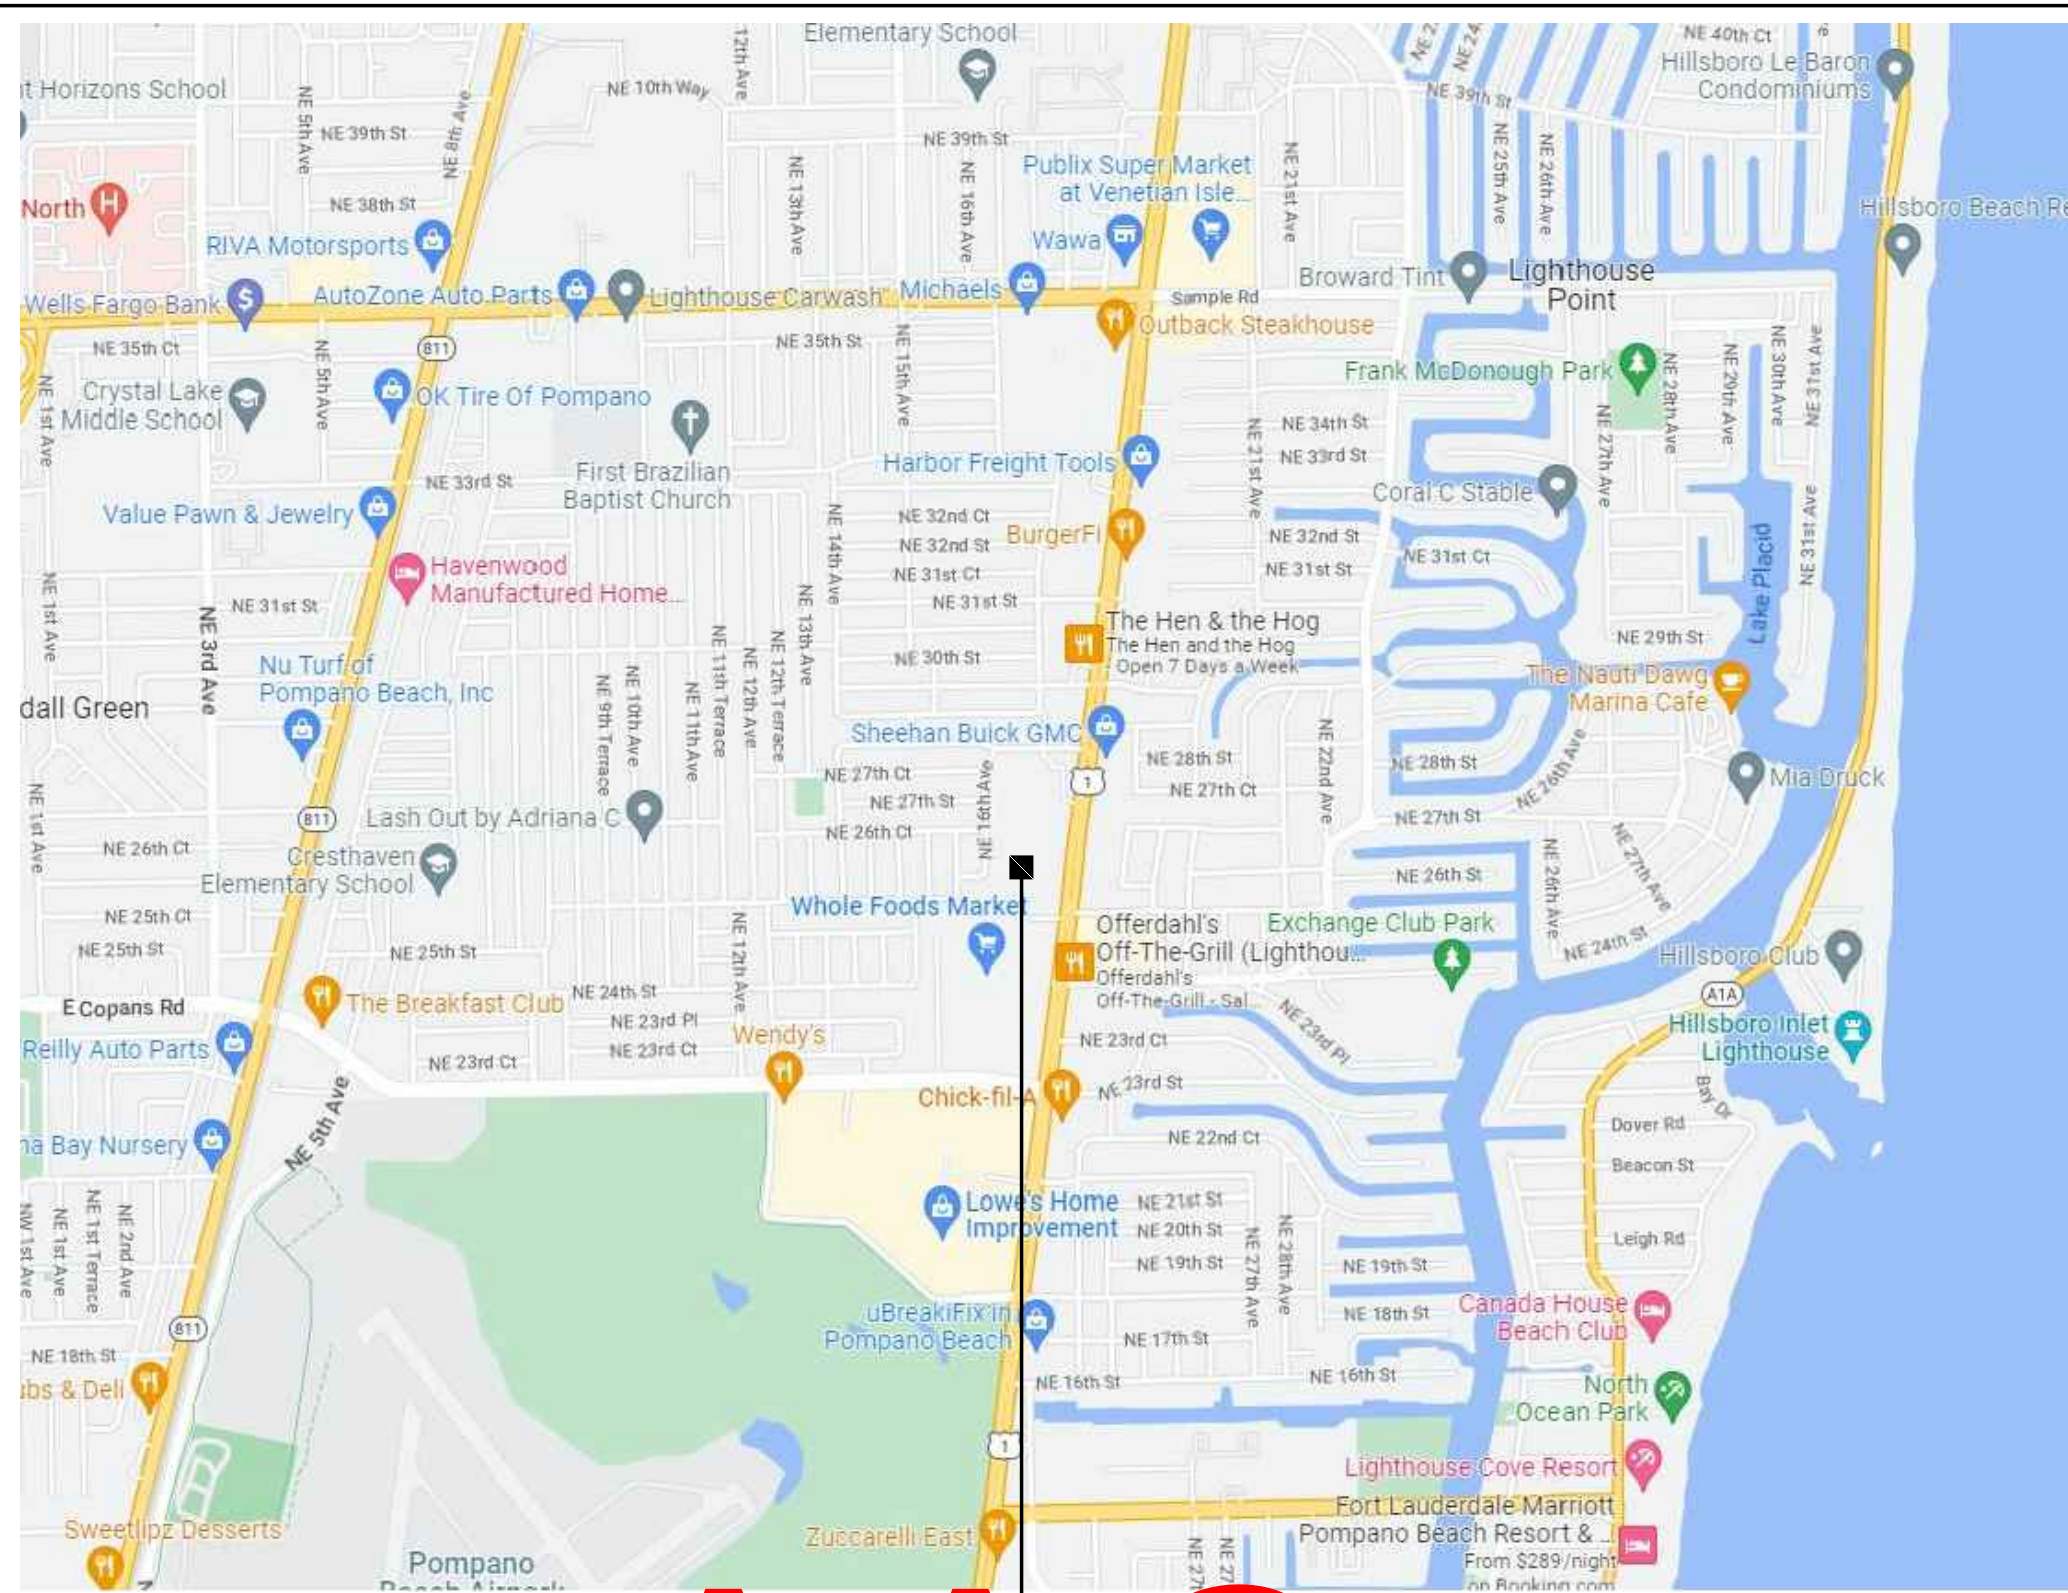 Elementary School
NE 10th Way
12th Ave
NE 40th Ct
Hillsboro Le Baron
Condominiums
t Horizons School
NE 5th Ave
NE 39th St
NE 8th Ave
NE 38th St
NE 39th St
NE 13th Ave
NE 16th Ave
NE 39th St
NE 25th Ave
NE 26th Ave
NE 21st Ave
Publix Super Market
at Venetian Isle...
Wawa
North
RIVA Motorsports
Hillsboro Beach Re
Wells Fargo Bank
AutoZone Auto Parts
Lighthouse Carwash
Michaels
Sample Rd
Broward Tint
Lighthouse
Point
Outback Steakhouse
NE 35th Ct
811
NE 5th Ave
NE 35th St
NE 15th Ave
Crystal Lake
Middle School
NE 1st Ave
OK Tire Of Pompano
Frank McDonough Park
NE 28th Ave
NE 29th Ave
NE 30th Ave
NE 31st Ave
NE 27th Ave
NE 34th St
NE 33rd St
NE 21st Ave
Harbor Freight Tools
First Brazilian
Baptist Church
NE 33rd St
Coral C Stable
Value Pawn & Jewelry
NE 14th Ave
NE 32nd Ct
NE 32nd St
NE 31st Ct
NE 31st St
BurgerFi
NE 32nd St
NE 31st St
NE 31st Ct
Lake Placid
NE 31st Ave
Havenwood
Manufactured Home...
NE 1st Ave
NE 31st St
NE 3rd Ave
NE 13th Ave
The Hen & the Hog
The Hen and the Hog
Open 7 Days a Week
NE 29th St
NE 30th St
Nu Turf of
Pompano Beach, Inc
NE 9th Terrace
NE 10th Ave
NE 11th Ave
NE 11th Terrace
NE 12th Ave
NE 12th Terrace
The Nauti Dawg
Marina Cafe
dall Green
Sheehan Buick GMC
NE 22nd Ave
NE 28th St
NE 27th Ct
NE 28th St
NE 26th Ave
Mia Druck
1
NE 27th Ct
NE 27th St
NE 26th Ct
NE 16th Ave
NE 27th St
811
Lash Out by Adriana C
NE 1st Ave
NE 26th Ct
Cresthaven
Elementary School
NE 26th St
NE 26th Ave
NE 27th Ave
Whole Foods Market
NE 25th Ct
NE 25th St
NE 25th St
NE 12th Ave
Offerdahl's
Off-The-Grill (Lighthou...
Offerdahl's
Off-The-Grill - Sal
Exchange Club Park
NE 24th St
Hillsboro Club
A1A
E Copans Rd
The Breakfast Club
NE 24th St
NE 23rd Pl
NE 23rd Ct
Wendy's
NE 23rd Ct
NE 23rd Pl
Hillsboro Inlet
Lighthouse
Reilly Auto Parts
NE 23rd Ct
NE 5th Ave
Chick-fil-A
NE 23rd St
Bay Dr
Dover Rd
NE 22nd Ct
na Bay Nursery
Beacon St
NW 1st Ave
NE 1st Ave
NE 1st Terrace
NE 2nd Ave
Lowe's Home
Improvement
NE 21st St
NE 20th St
NE 19th St
NE 27th Ave
NE 28th Ave
Leigh Rd
NE 19th St
uBreakiFix in
Pompano Beach
NE 18th St
Canada House
Beach Club
811
NE 17th St
NE 18th St
ubs & Deli
NE 16th St
NE 16th St
North
Ocean Park
1
Lighthouse Cove Resort
Fort Lauderdale Marriott
Pompano Beach Resort & ...
From $289/night
on Booking.com
Sweetlipz Desserts
Zuccarelli East
Pompano
Beach Airpark
NE 27t
NE 27